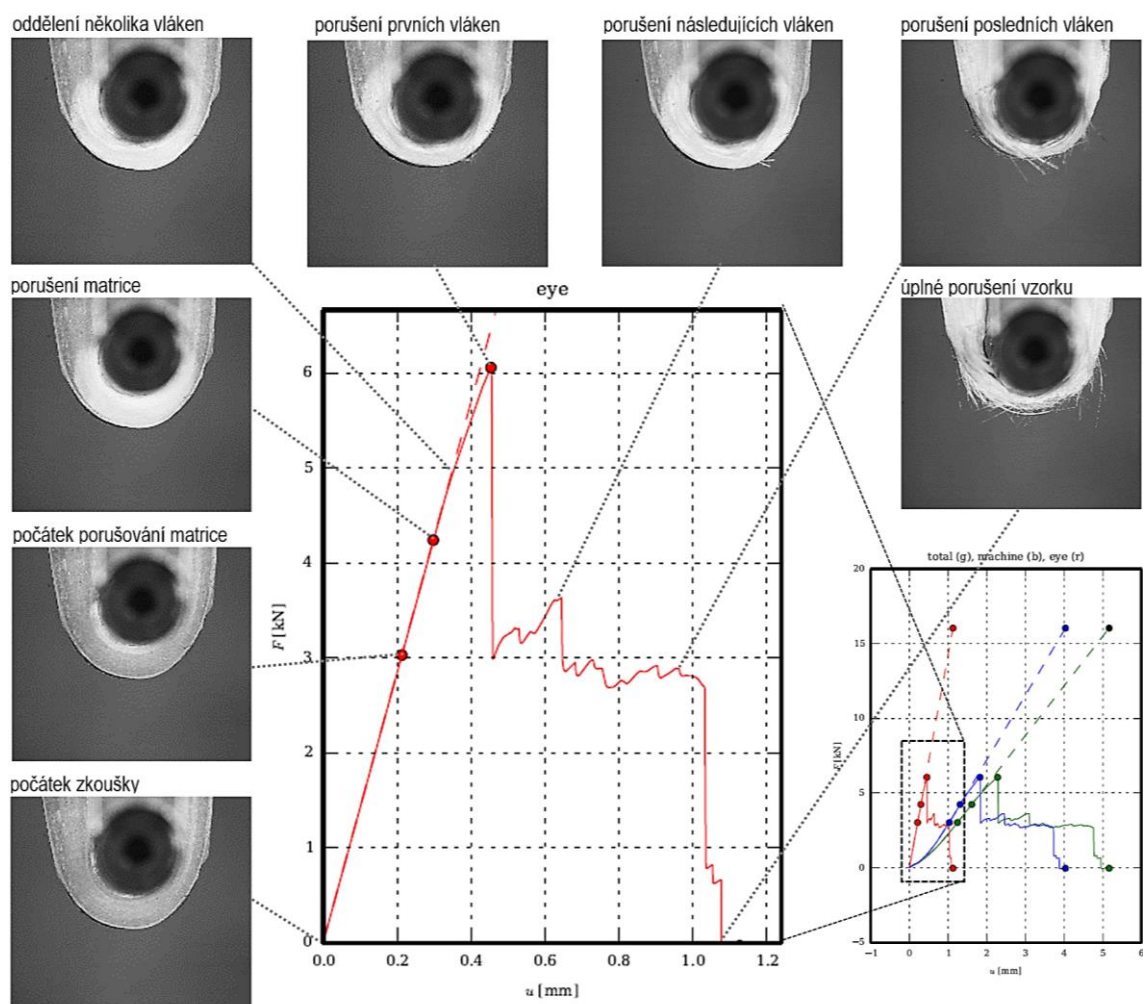 oddělení několika vláken
porušení prvních vláken
porušení následujících vláken
porušení posledních vláken
porušení matrice
úplné porušení vzorku
počátek porušování matrice
počátek zkoušky
eye
6
5
4
3
2
1
0
F [kN]
0.0 0.2 0.4 0.6 0.8 1.0 1.2
u [mm]
total (g), machine (b), eye (r)
20
15
10
5
0
−5
F [kN]
−1 0 1 2 3 4 5 6
u [mm]